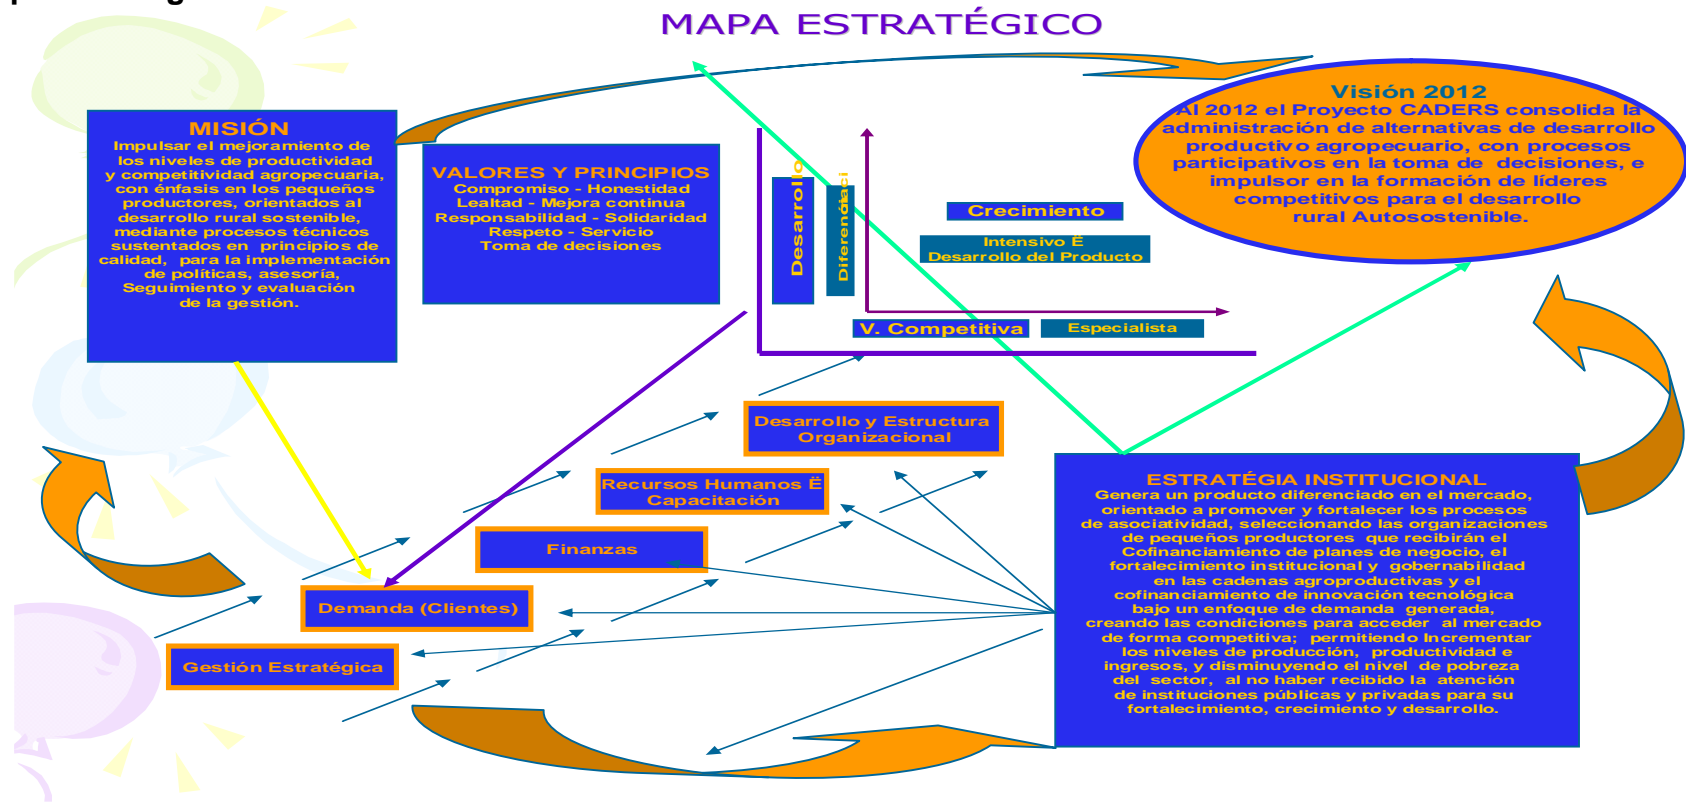 MAPA ESTRATÉGICO
MISIÓN
Impulsar el mejoramiento de
los niveles de productividad
y competitividad agropecuaria,
con énfasis en los pequeños
productores, orientados al
desarrollo rural sostenible,
mediante procesos técnicos
sustentados en principios de
calidad, para la implementación
de políticas, asesoría,
Seguimiento y evaluación
de la gestión.
VALORES Y PRINCIPIOS
Compromiso - Honestidad
Lealtad - Mejora continua
Responsabilidad - Solidaridad
Respeto - Servicio
Toma de decisiones
Desarrollo
Crecimiento
Intensivo Ë
Desarrollo del Producto
V. Competitiva
Especialista
Visión 2012
Al 2012 el Proyecto CADERS consolida la
administración de alternativas de desarrollo
productivo agropecuario, con procesos
participativos en la toma de decisiones, e
impulsor en la formación de líderes
competitivos para el desarrollo
rural Autosostenible.
Desarrollo y Estructura
Organizacional
Recursos Humanos Ë
Capacitación
Finanzas
Demanda (Clientes)
Gestión Estratégica
ESTRATÉGIA INSTITUCIONAL
Genera un producto diferenciado en el mercado,
orientado a promover y fortalecer los procesos
de asociatividad, seleccionando las organizaciones
de pequeños productores que recibirán el
Cofinanciamiento de planes de negocio, el
fortalecimiento institucional y gobernabilidad
en las cadenas agroproductivas y el
cofinanciamiento de innovación tecnológica
bajo un enfoque de demanda generada,
creando las condiciones para acceder al mercado
de forma competitiva; permitiendo Incrementar
los niveles de producción, productividad e
ingresos, y disminuyendo el nivel de pobreza
del sector, al no haber recibido la atención
de instituciones públicas y privadas para su
fortalecimiento, crecimiento y desarrollo.